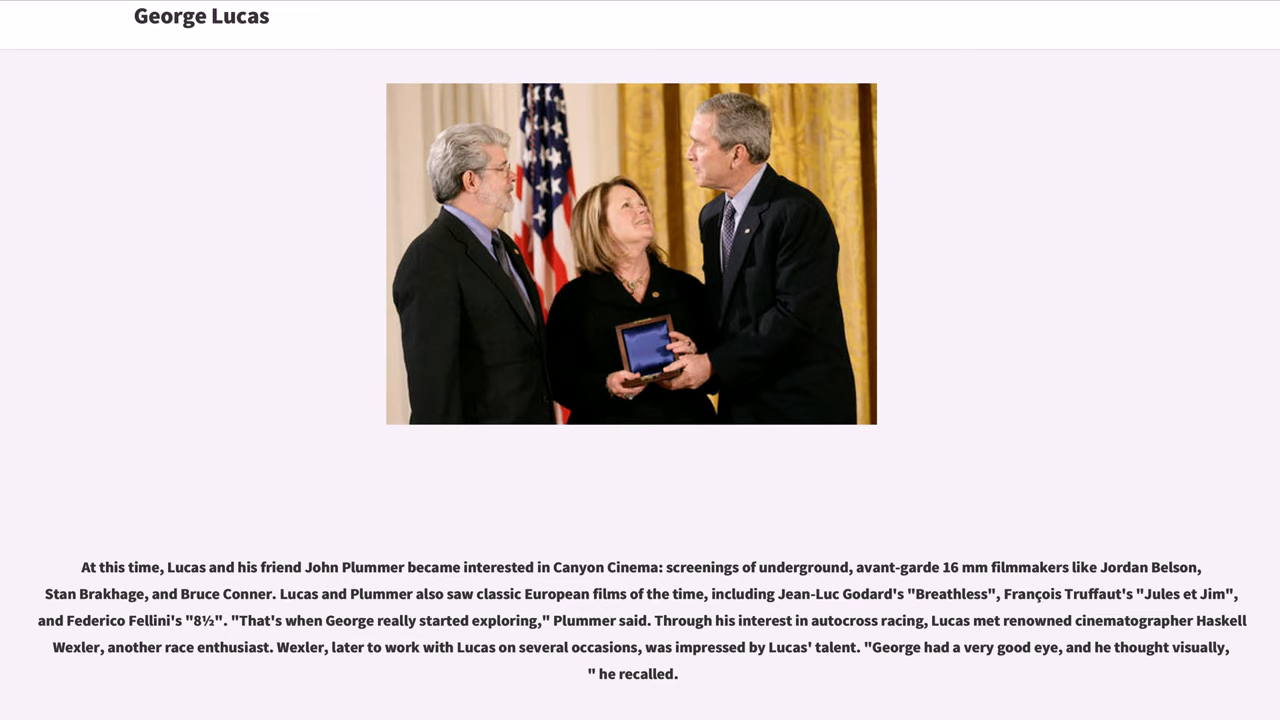 George Lucas
At this time, Lucas and his friend John Plummer became interested in Canyon Cinema: screenings of underground, avant-garde 16 mm filmmakers like Jordan Belson,
Stan Brakhage, and Bruce Conner. Lucas and Plummer also saw classic European films of the time, including Jean-Luc Godard's "Breathless", François Truffaut's "Jules et Jim",
and Federico Fellini's "8½". "That's when George really started exploring," Plummer said. Through his interest in autocross racing, Lucas met renowned cinematographer Haskell
Wexler, another race enthusiast. Wexler, later to work with Lucas on several occasions, was impressed by Lucas' talent. "George had a very good eye, and he thought visually,
" he recalled.